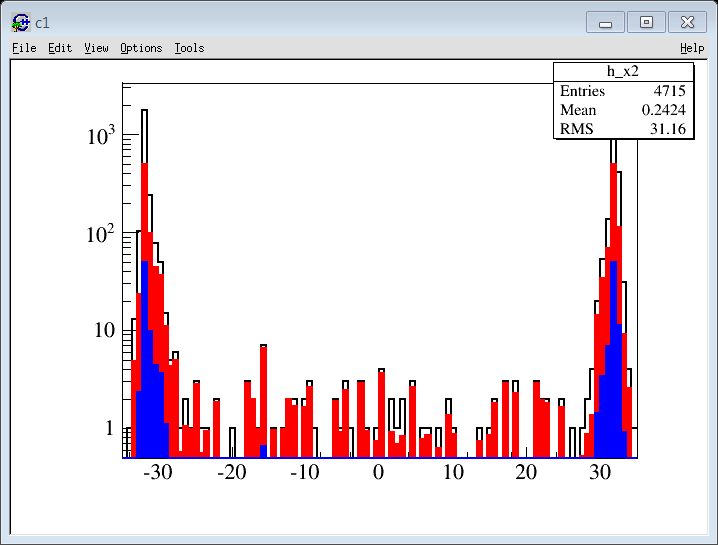 c1
File Edit View Options Tools Help
h_x2
Entries 4715
Mean 0.2424
RMS 31.16
10³
10²
10
1
-30 -20 -10 0 10 20 30